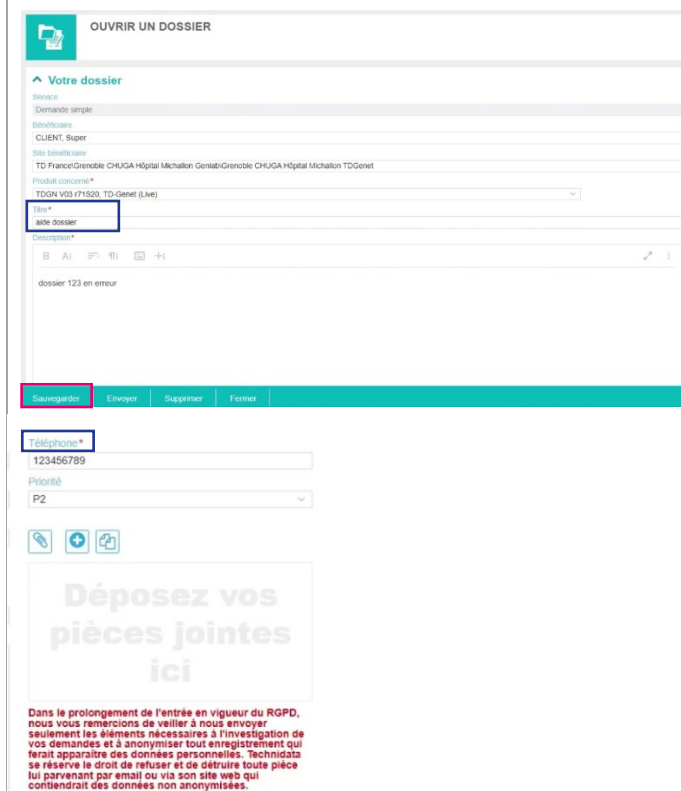 OUVRIR UN DOSSIER
Votre dossier
Service
Demande simple
Bénéficiaire
CLIENT, Super
Site bénéficiaire
TD France\Grenoble CHUGA Hôpital Michallon Genlab\Grenoble CHUGA Hôpital Michallon TDGenet
Produit concerné*
TDGN V03 r71S20, TD-Genet (Live)
Titre*
aide dossier
Description*
dossier 123 en erreur
Sauvegarder Envoyer Supprimer Fermer
Téléphone*
123456789
Priorité
P2
Déposez vos
pièces jointes
ici
Dans le prolongement de l'entrée en vigueur du RGPD,
nous vous remercions de veiller à nous envoyer
seulement les éléments nécessaires à l'investigation de
vos demandes et à anonymiser tout enregistrement qui
ferait apparaître des données personnelles. Technidata
se réserve le droit de refuser et de détruire toute pièce
lui parvenant par email ou via son site web qui
contiendrait des données non anonymisées.